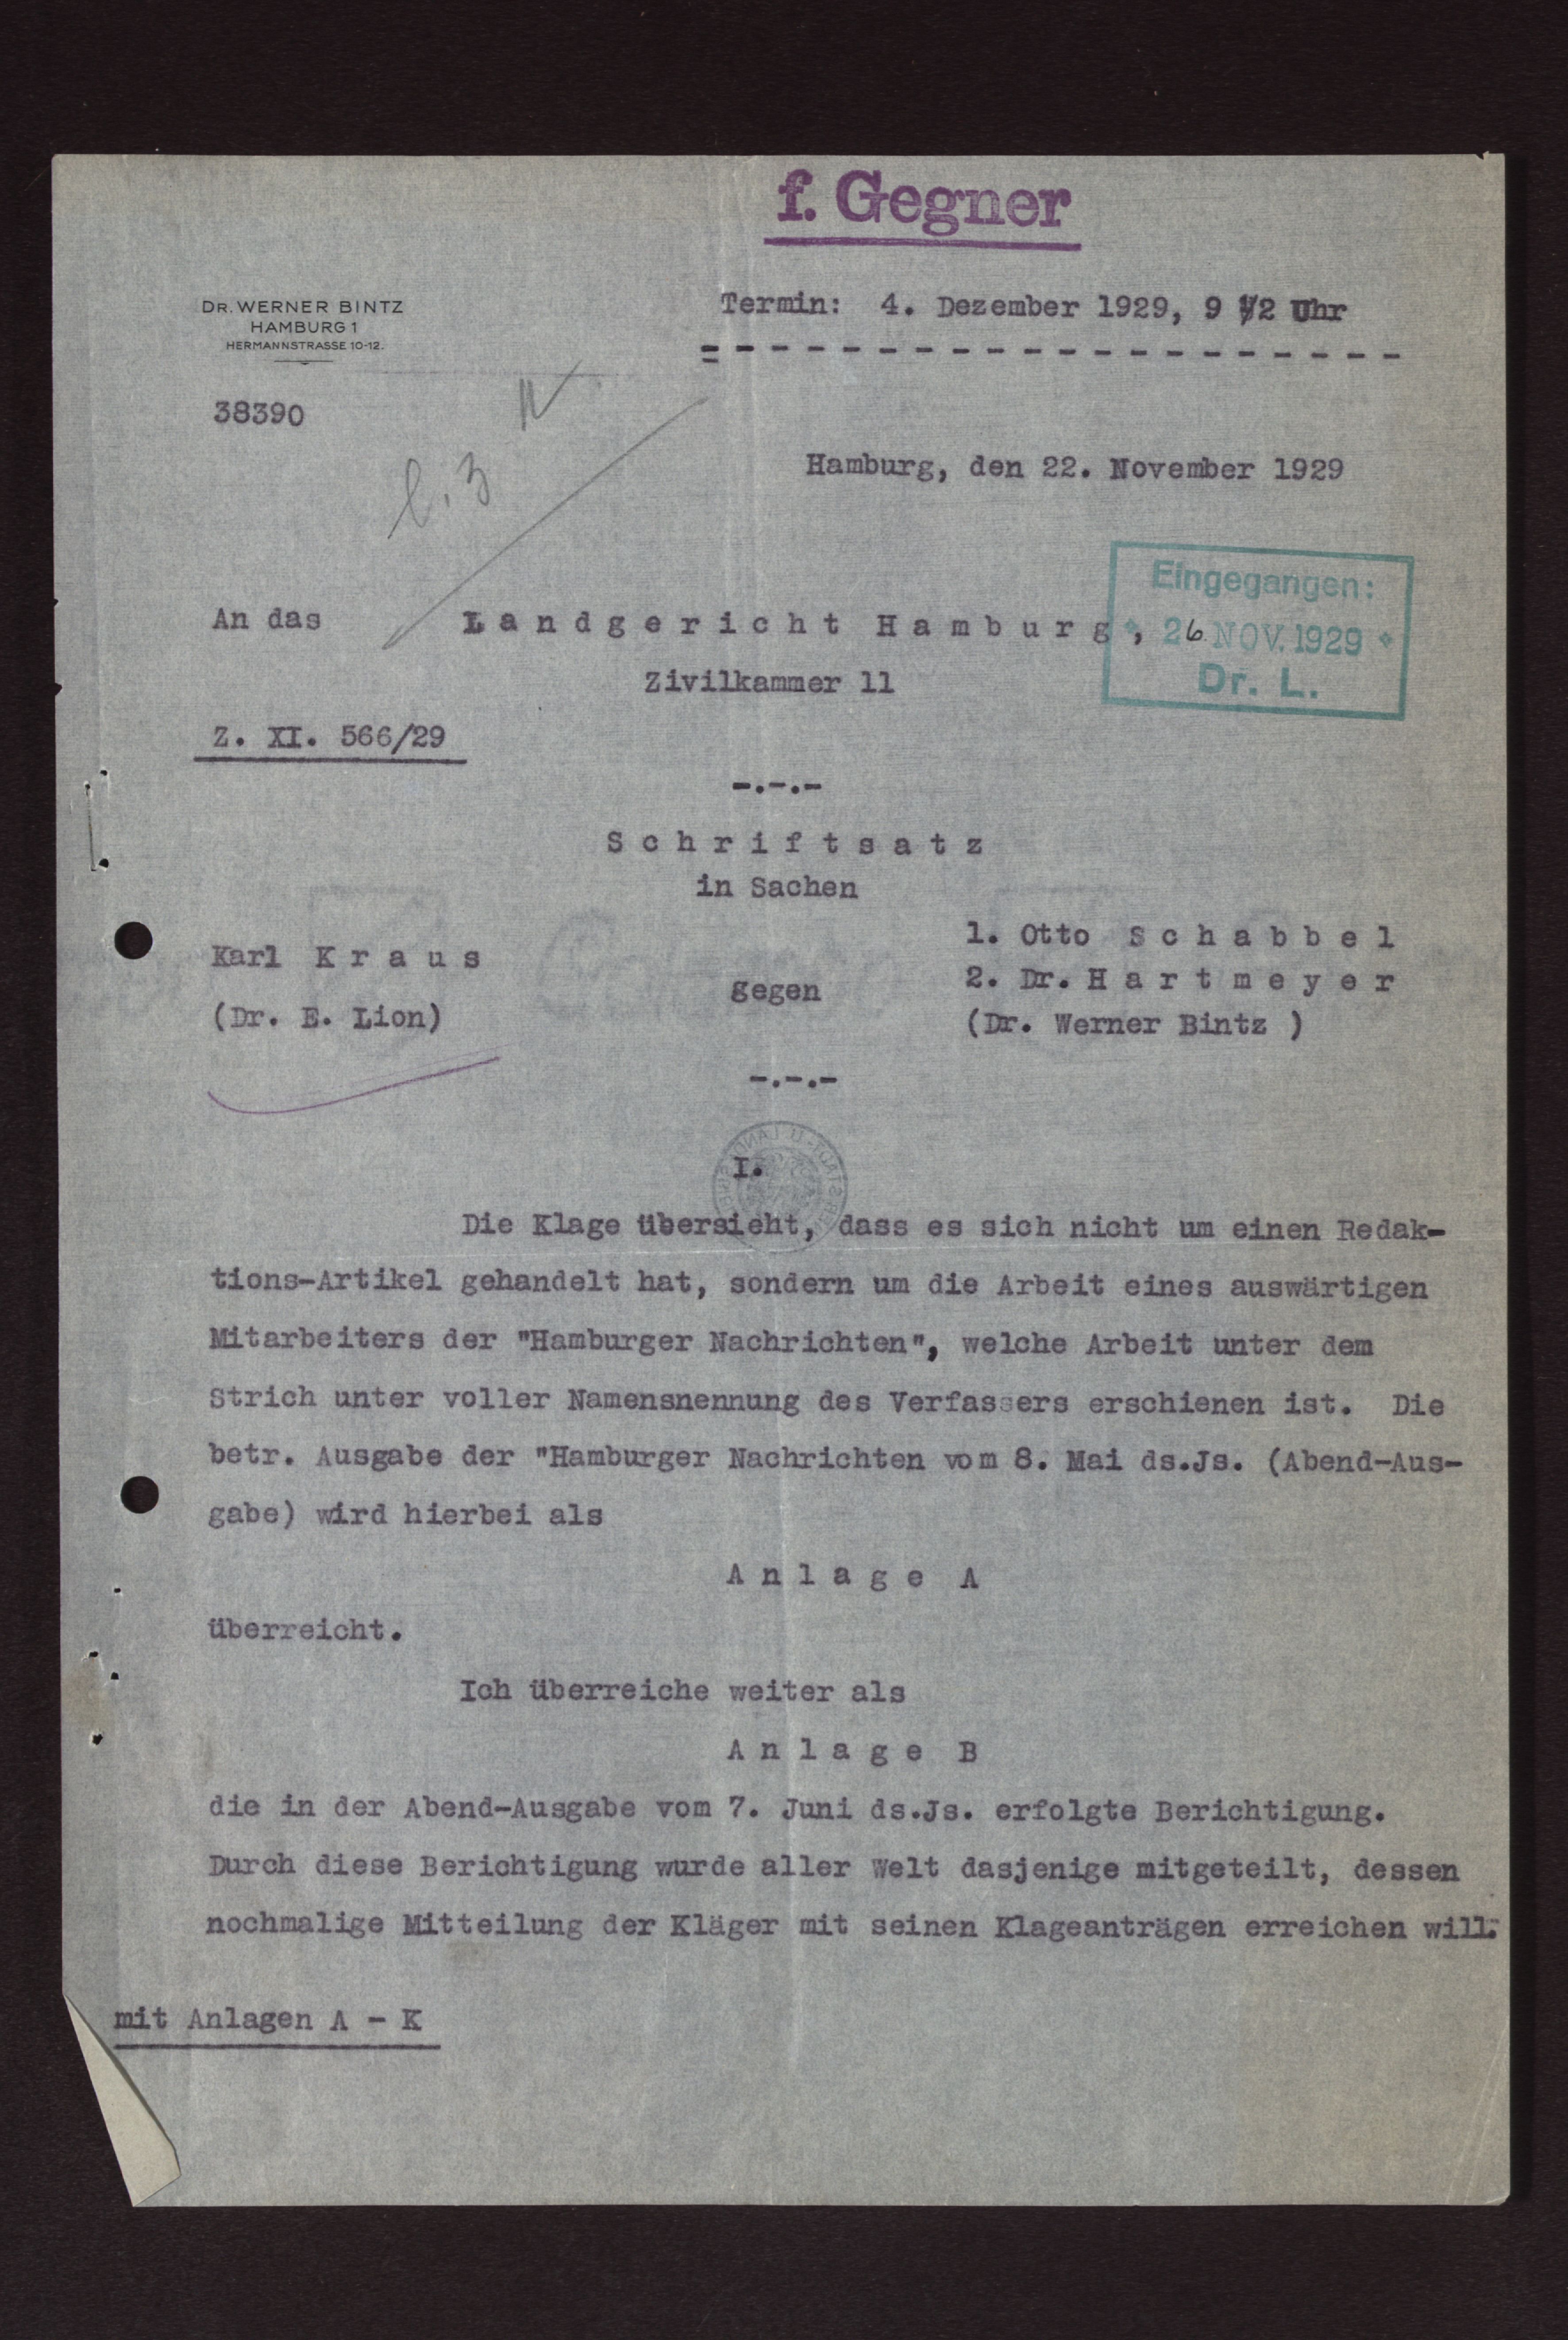 f. Gegner
DR. WERNER BINTZ
HAMBURG 1
HERMANNSTRASSE 10-12.
Termin: 4. Dezember 1929, 9 1/2 Uhr
38390
Hamburg, den 22. November 1929
Eingegangen:
26. NOV. 1929
Dr. L.
An das Landgericht Hamburg,
Zivilkammer 11
Z. XI. 566/29
-.-.-
Schriftsatz
in Sachen
Karl Kraus
(Dr. E. Lion)
gegen
1. Otto Schabbel
2. Dr. Hartmeyer
(Dr. Werner Bintz )
-.-.-
I.
Die Klage übersieht, dass es sich nicht um einen Redak-
tions-Artikel gehandelt hat, sondern um die Arbeit eines auswärtigen
Mitarbeiters der "Hamburger Nachrichten", welche Arbeit unter dem
Strich unter voller Namensnennung des Verfassers erschienen ist. Die
betr. Ausgabe der "Hamburger Nachrichten vom 8. Mai ds.Js. (Abend-Aus-
gabe) wird hierbei als
Anlage A
überreicht.
Ich überreiche weiter als
Anlage B
die in der Abend-Ausgabe vom 7. Juni ds.Js. erfolgte Berichtigung.
Durch diese Berichtigung wurde aller Welt dasjenige mitgeteilt, dessen
nochmalige Mitteilung der Kläger mit seinen Klageanträgen erreichen will.
mit Anlagen A - K